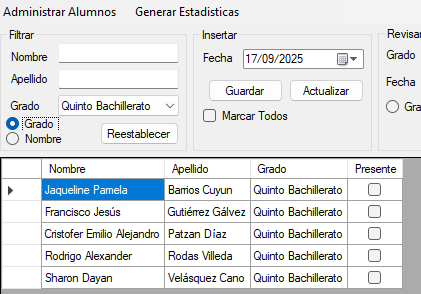 Administrar Alumnos Generar Estadisticas
Filtrar Insertar Revisar
Nombre Fecha 17/09/2025 Grado
Apellido Guardar Actualizar Fecha
Grado Quinto Bachillerato Marcar Todos
Grado
Nombre Reestablecer
Nombre Apellido Grado Presente
Jaqueline Pamela Barrios Cuyun Quinto Bachillerato
Francisco Jesús Gutiérrez Gálvez Quinto Bachillerato
Cristofer Emilio Alejandro Patzan Díaz Quinto Bachillerato
Rodrigo Alexander Rodas Villeda Quinto Bachillerato
Sharon Dayan Velásquez Cano Quinto Bachillerato